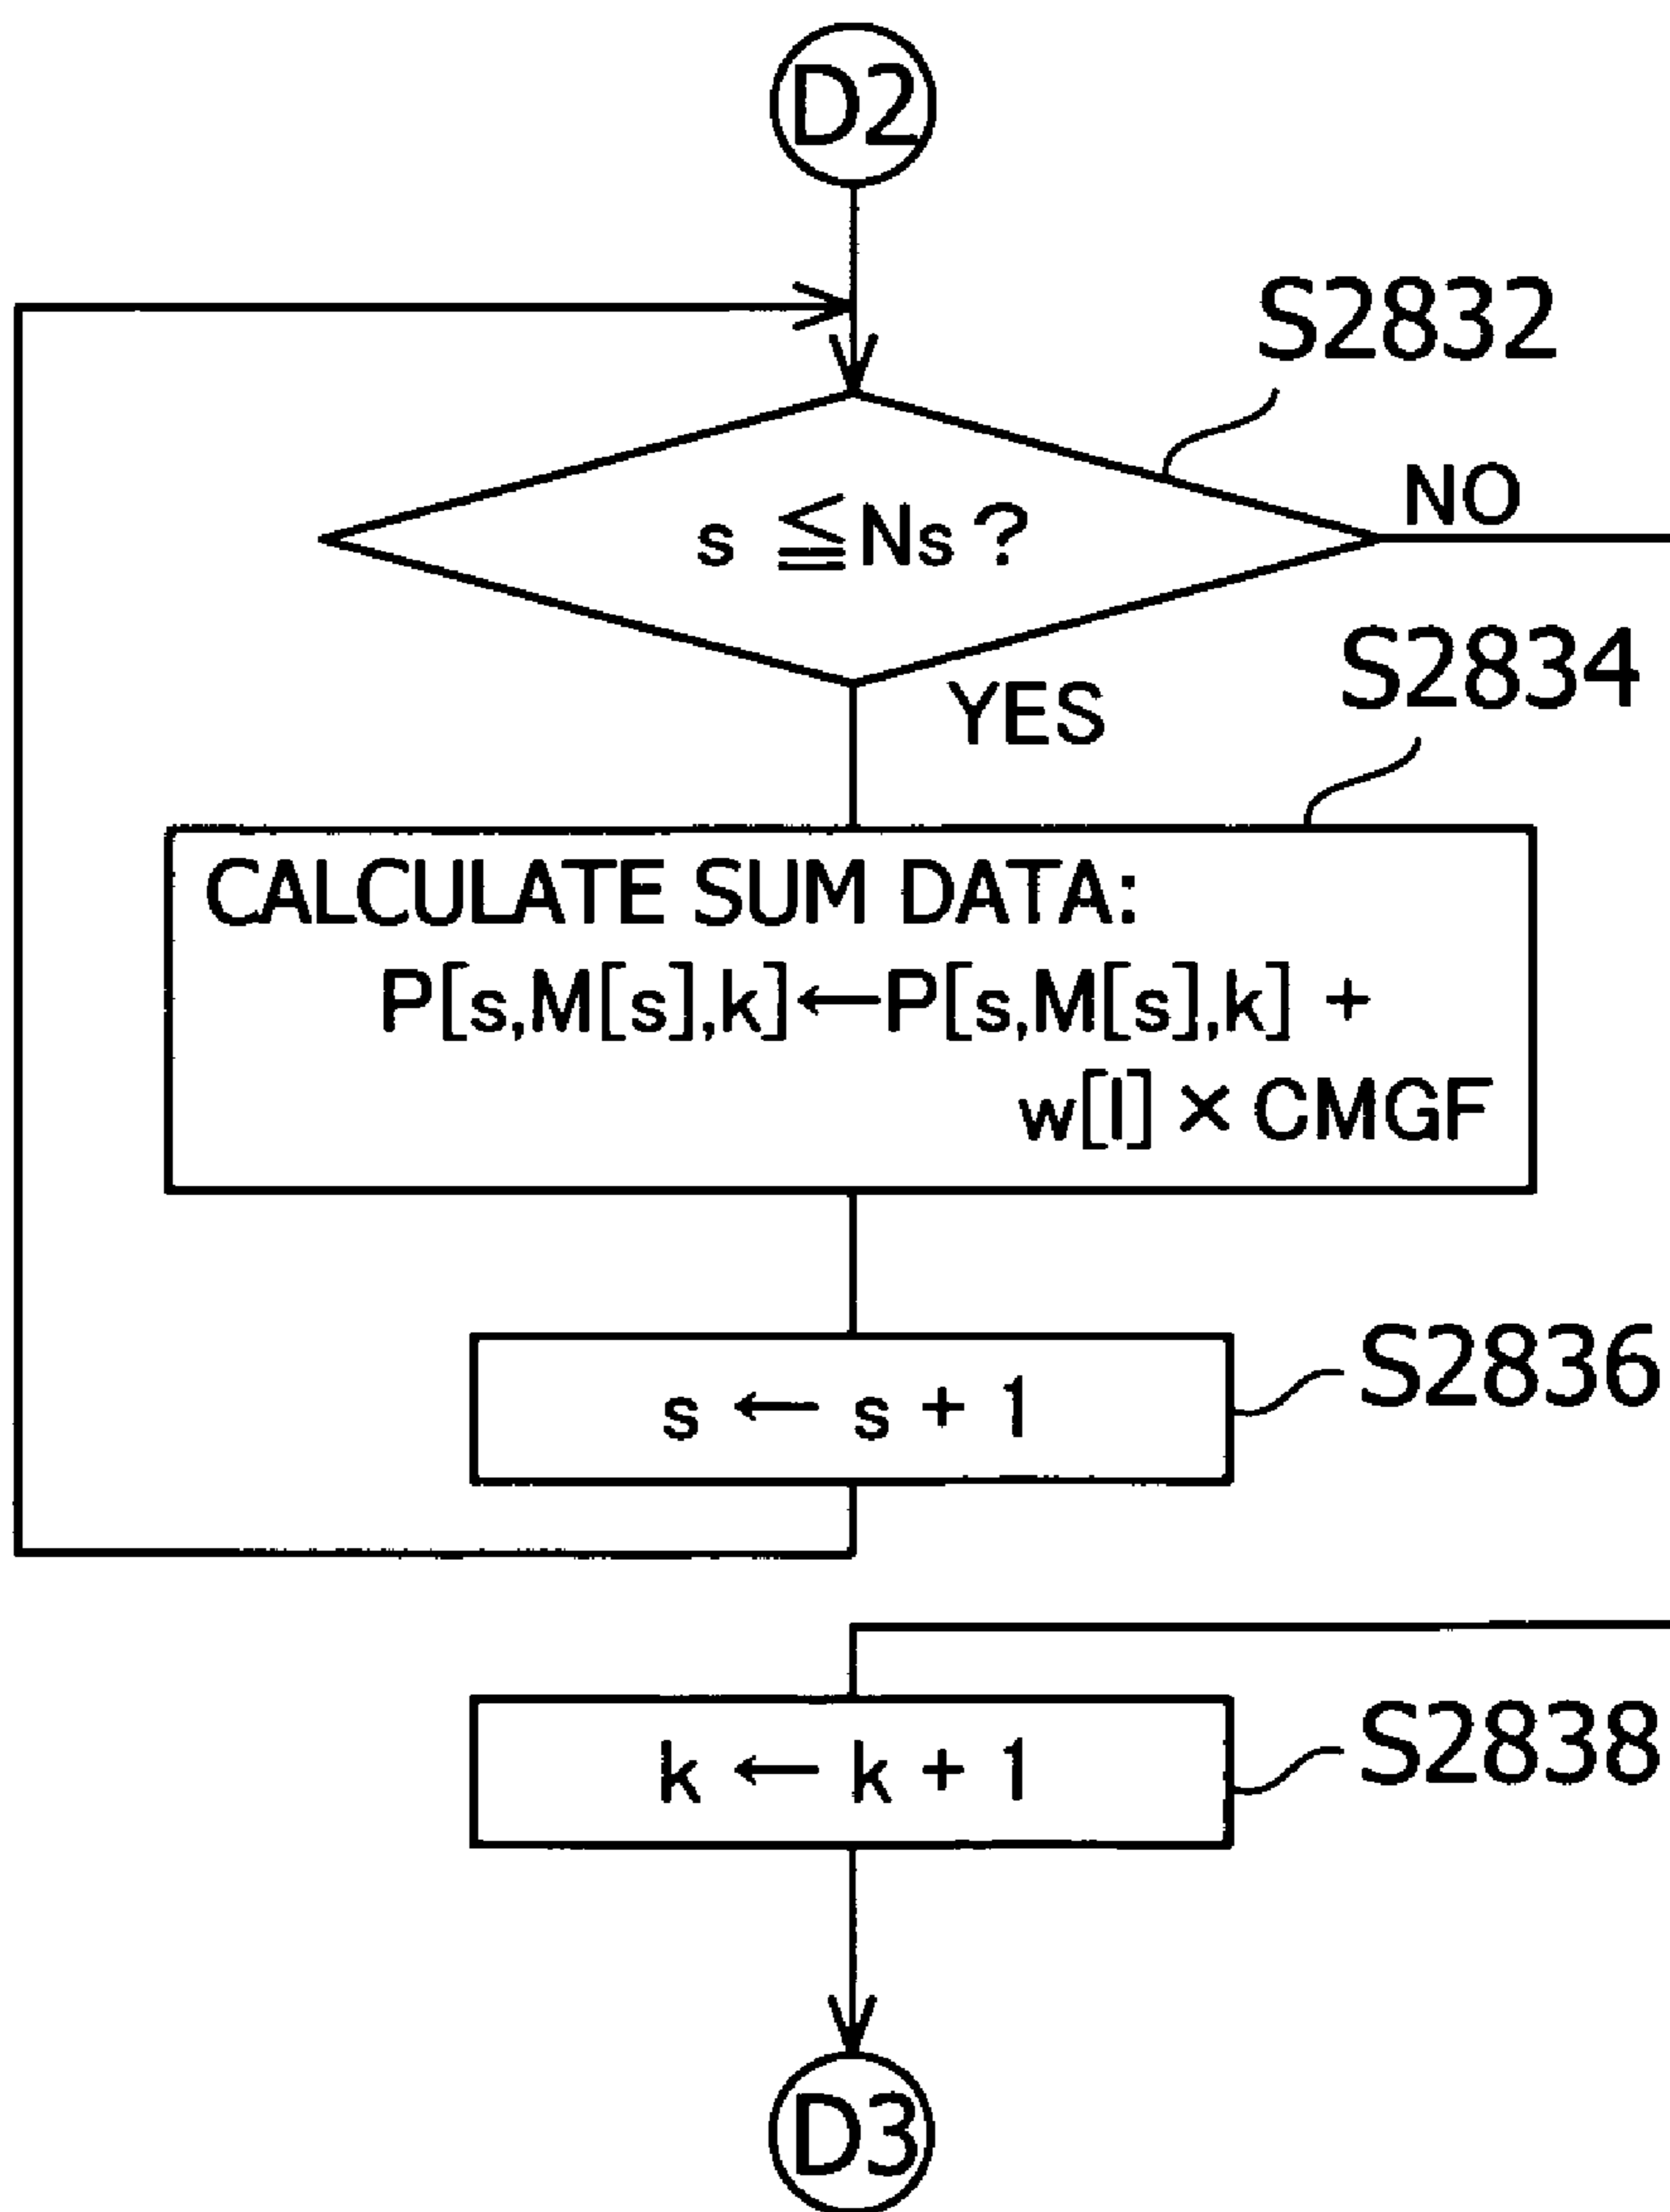 D2
S2832
s ≦ Ns ?
NO
S2834
YES
CALCULATE SUM DATA:
P[s,M[s],k]←P[s,M[s],k] +
w[l] × CMGF
S2836
s ← s + 1
S2838
k ← k + 1
D3